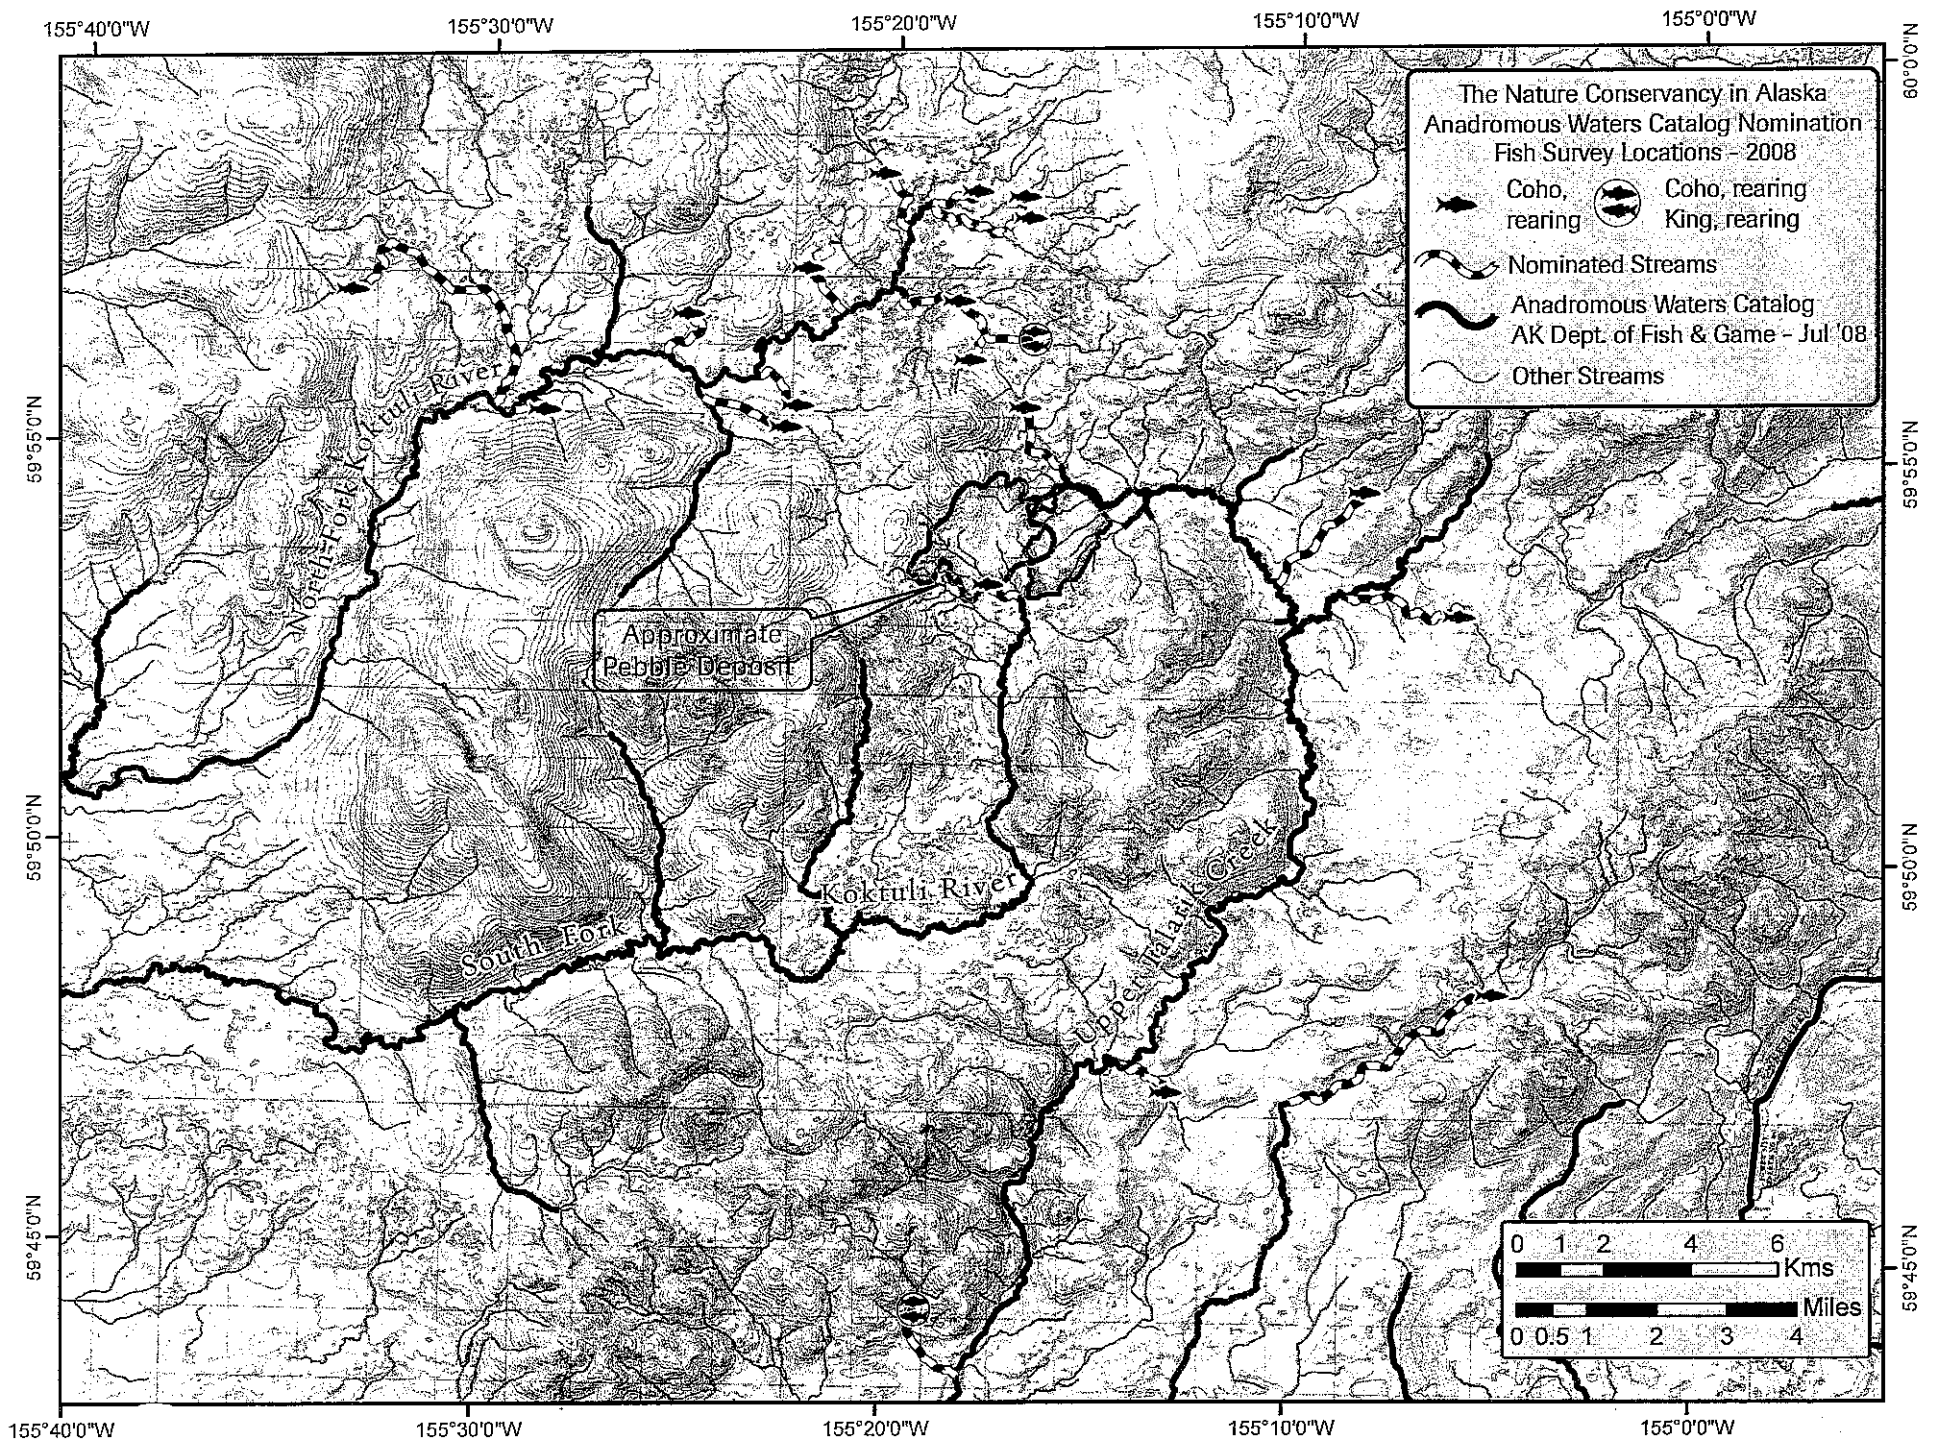 155°40'0"W 155°30'0"W 155°20'0"W 155°10'0"W 155°0'0"W
60°0'0"N
The Nature Conservancy in Alaska
Anadromous Waters Catalog Nomination
Fish Survey Locations - 2008
Coho, rearing
Coho, rearing
King, rearing
Nominated Streams
Anadromous Waters Catalog
AK Dept. of Fish & Game - Jul '08
Other Streams
North Fork Koktuli River
59°55'0"N
59°55'0"N
Approximate
Pebble Deposit
59°50'0"N
59°50'0"N
South Fork Koktuli River
Upper Talarik Creek
59°45'0"N
59°45'0"N
0 1 2 4 6
Kms
Miles
0 0.5 1 2 3 4
155°40'0"W 155°30'0"W 155°20'0"W 155°10'0"W 155°0'0"W